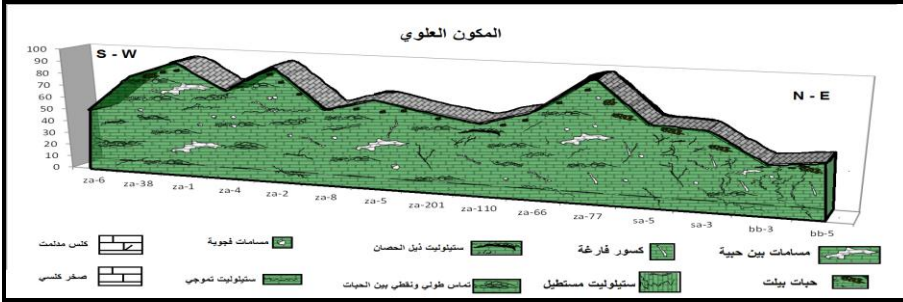 المكون العلوي
S - W
N - E
100
90
80
70
60
50
40
30
20
10
0
za-6 za-38 za-1 za-4 za-2 za-8 za-5 za-201 za-110 za-66 za-77 sa-5 sa-3 bb-3 bb-5
مسامات بين حبية
كسور فارغة
ستيلوليت ذيل الحصان
مسامات فجوية
كلس مدلمت
حبات بيلت
ستيلوليت مستطيل
تماس طولي ونقطي بين الحبات
ستيلوليت تموجي
صخر كلسي